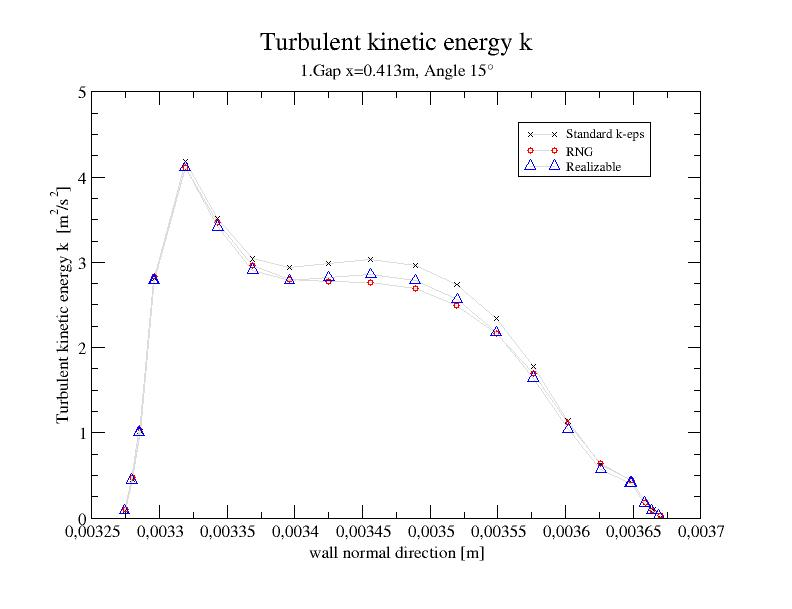 Turbulent kinetic energy k
1.Gap x=0.413m, Angle 15°
5
4
3
2
1
0
Turbulent kinetic energy k [m²/s²]
Standard k-eps
RNG
Realizable
0,00325 0,0033 0,00335 0,0034 0,00345 0,0035 0,00355 0,0036 0,00365 0,0037
wall normal direction [m]